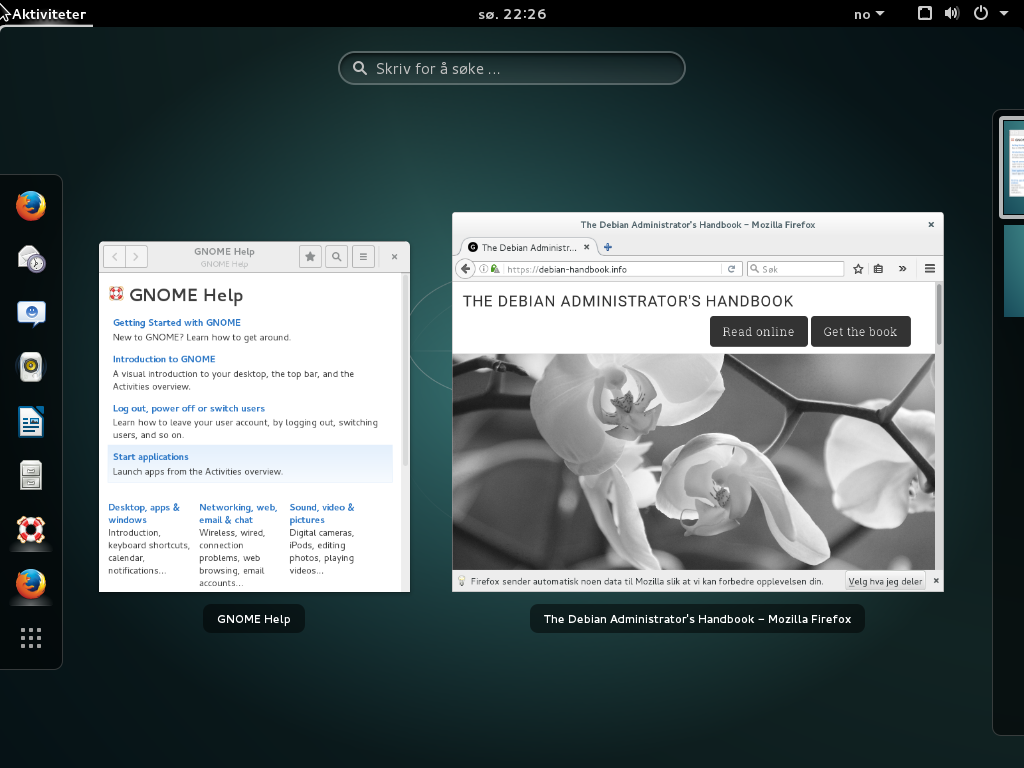 Aktiviteter
sø. 22:26
no
Skriv for å søke ...
GNOME Help
GNOME Help
GNOME Help
Getting Started with GNOME
New to GNOME? Learn how to get around.
Introduction to GNOME
A visual introduction to your desktop, the top bar, and the
Activities overview.
Log out, power off or switch users
Learn how to leave your user account, by logging out, switching
users, and so on.
Start applications
Launch apps from the Activities overview.
Desktop, apps &
windows
Introduction,
keyboard shortcuts,
calendar,
notifications...
Networking, web,
email & chat
Wireless, wired,
connection
problems, web
browsing, email
accounts...
Sound, video &
pictures
Digital cameras,
iPods, editing
photos, playing
videos...
GNOME Help
The Debian Administrator's Handbook – Mozilla Firefox
The Debian Administr...
https://debian-handbook.info
Søk
THE DEBIAN ADMINISTRATOR'S HANDBOOK
Read online
Get the book
Firefox sender automatisk noen data til Mozilla slik at vi kan forbedre opplevelsen din.
Velg hva jeg deler
The Debian Administrator's Handbook – Mozilla Firefox